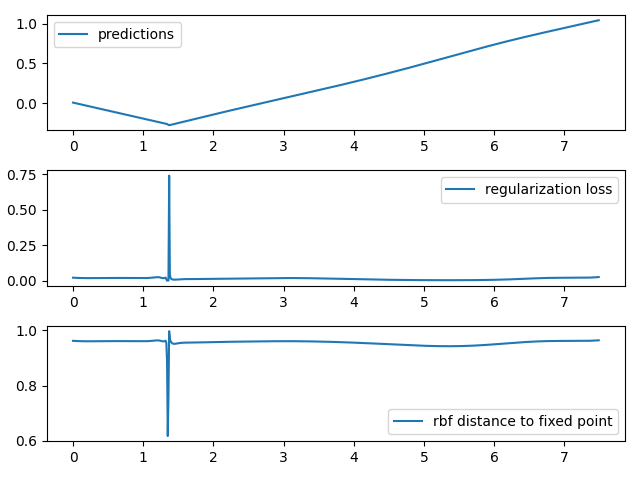 1.0
predictions
0.5
0.0
0 1 2 3 4 5 6 7
0.75
regularization loss
0.50
0.25
0.00
0 1 2 3 4 5 6 7
1.0
0.8
rbf distance to fixed point
0.6
0 1 2 3 4 5 6 7